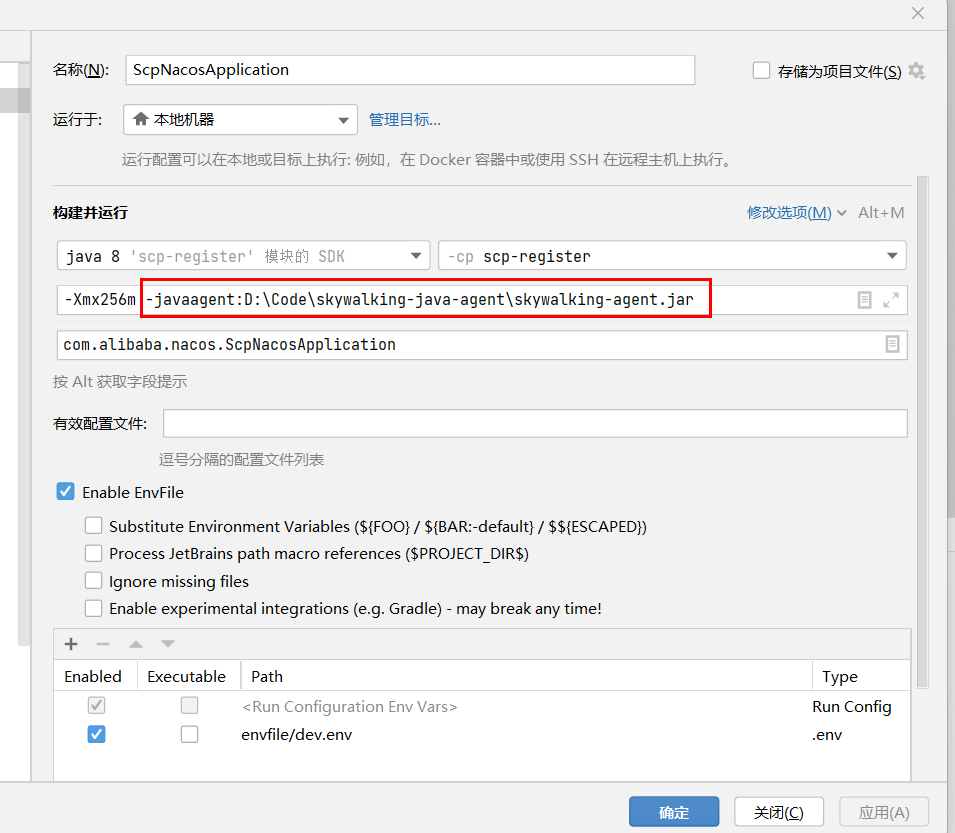 名称(N): ScpNacosApplication 存储为项目文件(S)
运行于: 本地机器 管理目标...
运行配置可以在本地或目标上执行: 例如，在 Docker 容器中或使用 SSH 在远程主机上执行。
构建并运行 修改选项(M) Alt+M
java 8 'scp-register' 模块的 SDK -cp scp-register
-Xmx256m -javaagent:D:\Code\skywalking-java-agent\skywalking-agent.jar
com.alibaba.nacos.ScpNacosApplication
按 Alt 获取字段提示
有效配置文件:
逗号分隔的配置文件列表
Enable EnvFile
Substitute Environment Variables (${FOO} / ${BAR:-default} / $${ESCAPED})
Process JetBrains path macro references ($PROJECT_DIR$)
Ignore missing files
Enable experimental integrations (e.g. Gradle) - may break any time!
Enabled Executable Path Type
<Run Configuration Env Vars> Run Config
envfile/dev.env .env
确定 关闭(C) 应用(A)